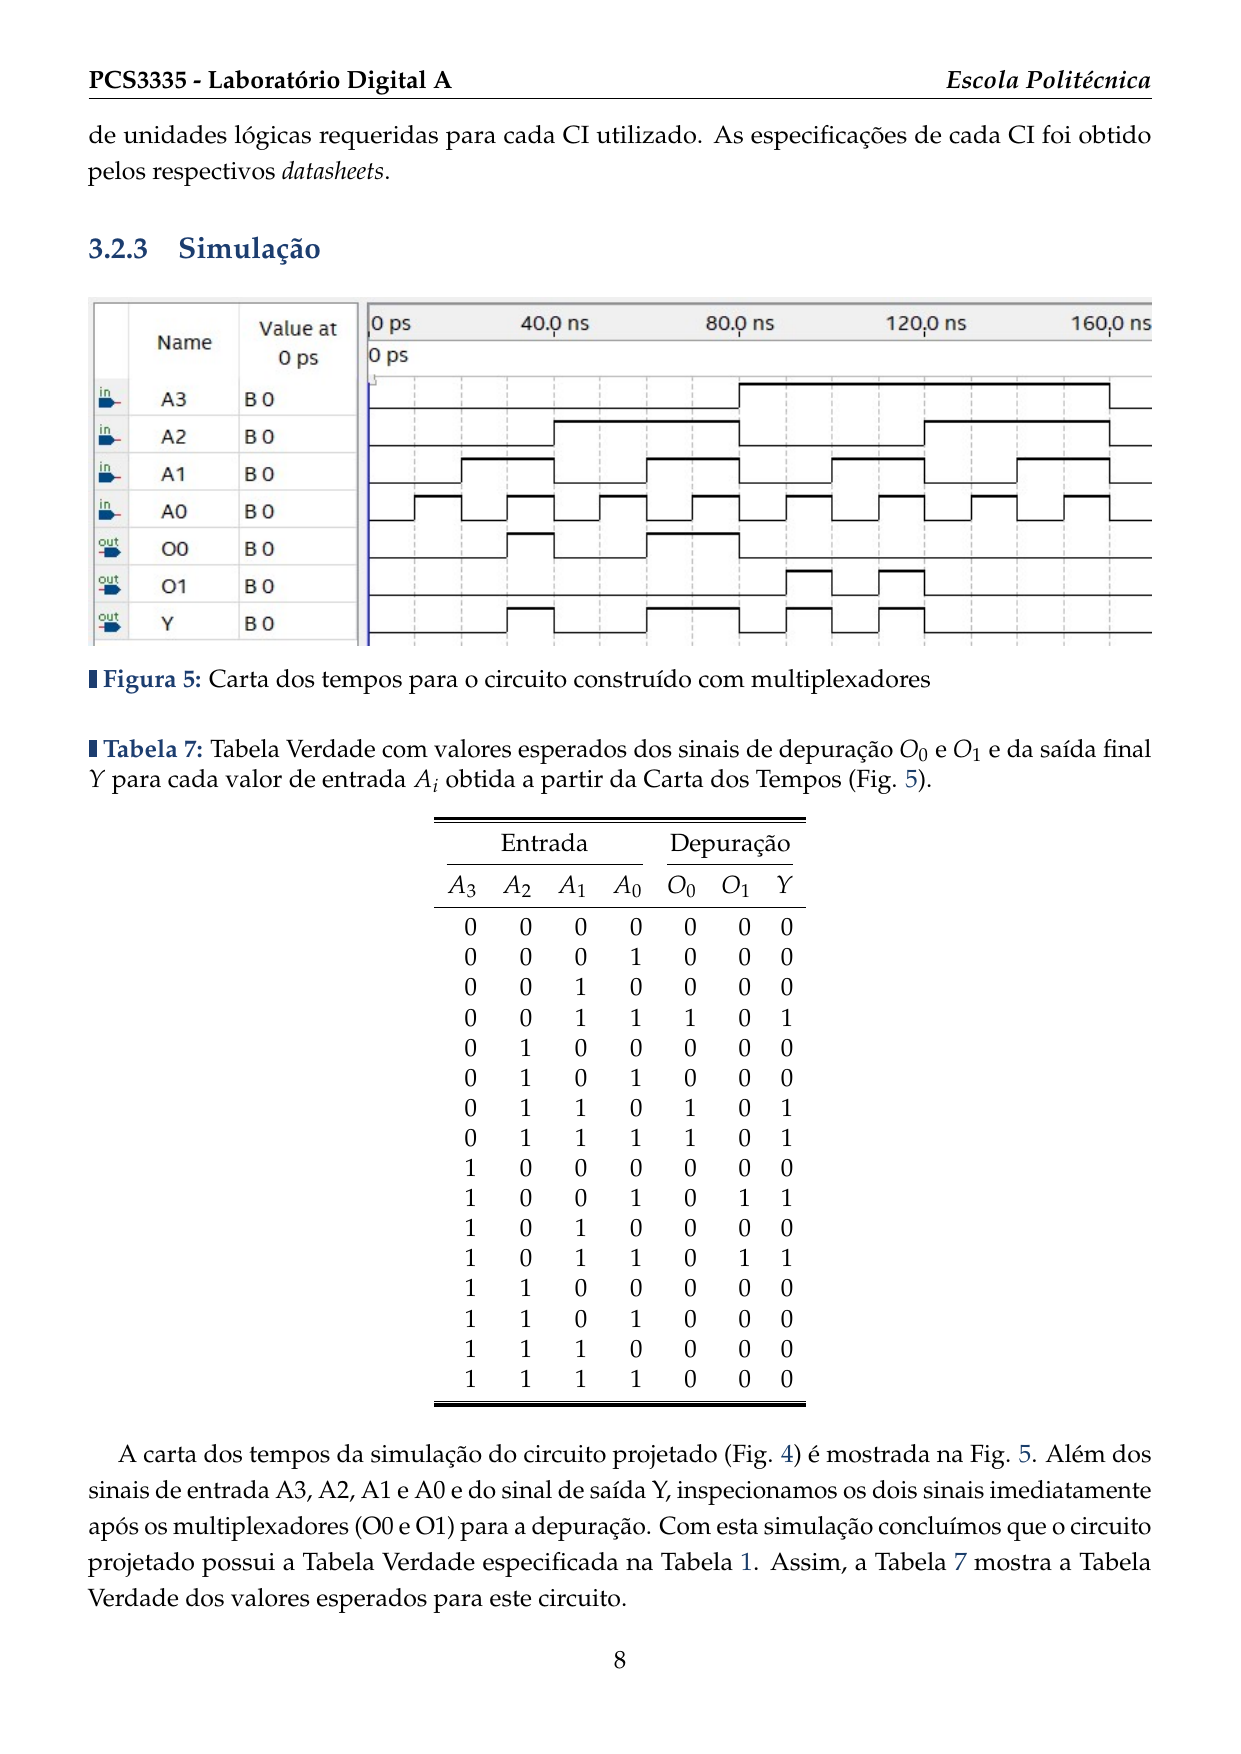 PCS3335 - Laboratório Digital A Escola Politécnica
de unidades lógicas requeridas para cada CI utilizado. As especificações de cada CI foi obtido
pelos respectivos datasheets.
3.2.3 Simulação
Name Value at 0 ps
0 ps 40.0 ns 80.0 ns 120.0 ns 160.0 ns
0 ps
in A3 B 0
in A2 B 0
in A1 B 0
in A0 B 0
out O0 B 0
out O1 B 0
out Y B 0
Figura 5: Carta dos tempos para o circuito construído com multiplexadores
Tabela 7: Tabela Verdade com valores esperados dos sinais de depuração O0 e O1 e da saída final
Y para cada valor de entrada Ai obtida a partir da Carta dos Tempos (Fig. 5).
Entrada Depuração
A3 A2 A1 A0 O0 O1 Y
0 0 0 0 0 0 0
0 0 0 1 0 0 0
0 0 1 0 0 0 0
0 0 1 1 1 0 1
0 1 0 0 0 0 0
0 1 0 1 0 0 0
0 1 1 0 1 0 1
0 1 1 1 1 0 1
1 0 0 0 0 0 0
1 0 0 1 0 1 1
1 0 1 0 0 0 0
1 0 1 1 0 1 1
1 1 0 0 0 0 0
1 1 0 1 0 0 0
1 1 1 0 0 0 0
1 1 1 1 0 0 0
A carta dos tempos da simulação do circuito projetado (Fig. 4) é mostrada na Fig. 5. Além dos
sinais de entrada A3, A2, A1 e A0 e do sinal de saída Y, inspecionamos os dois sinais imediatamente
após os multiplexadores (O0 e O1) para a depuração. Com esta simulação concluímos que o circuito
projetado possui a Tabela Verdade especificada na Tabela 1. Assim, a Tabela 7 mostra a Tabela
Verdade dos valores esperados para este circuito.
8